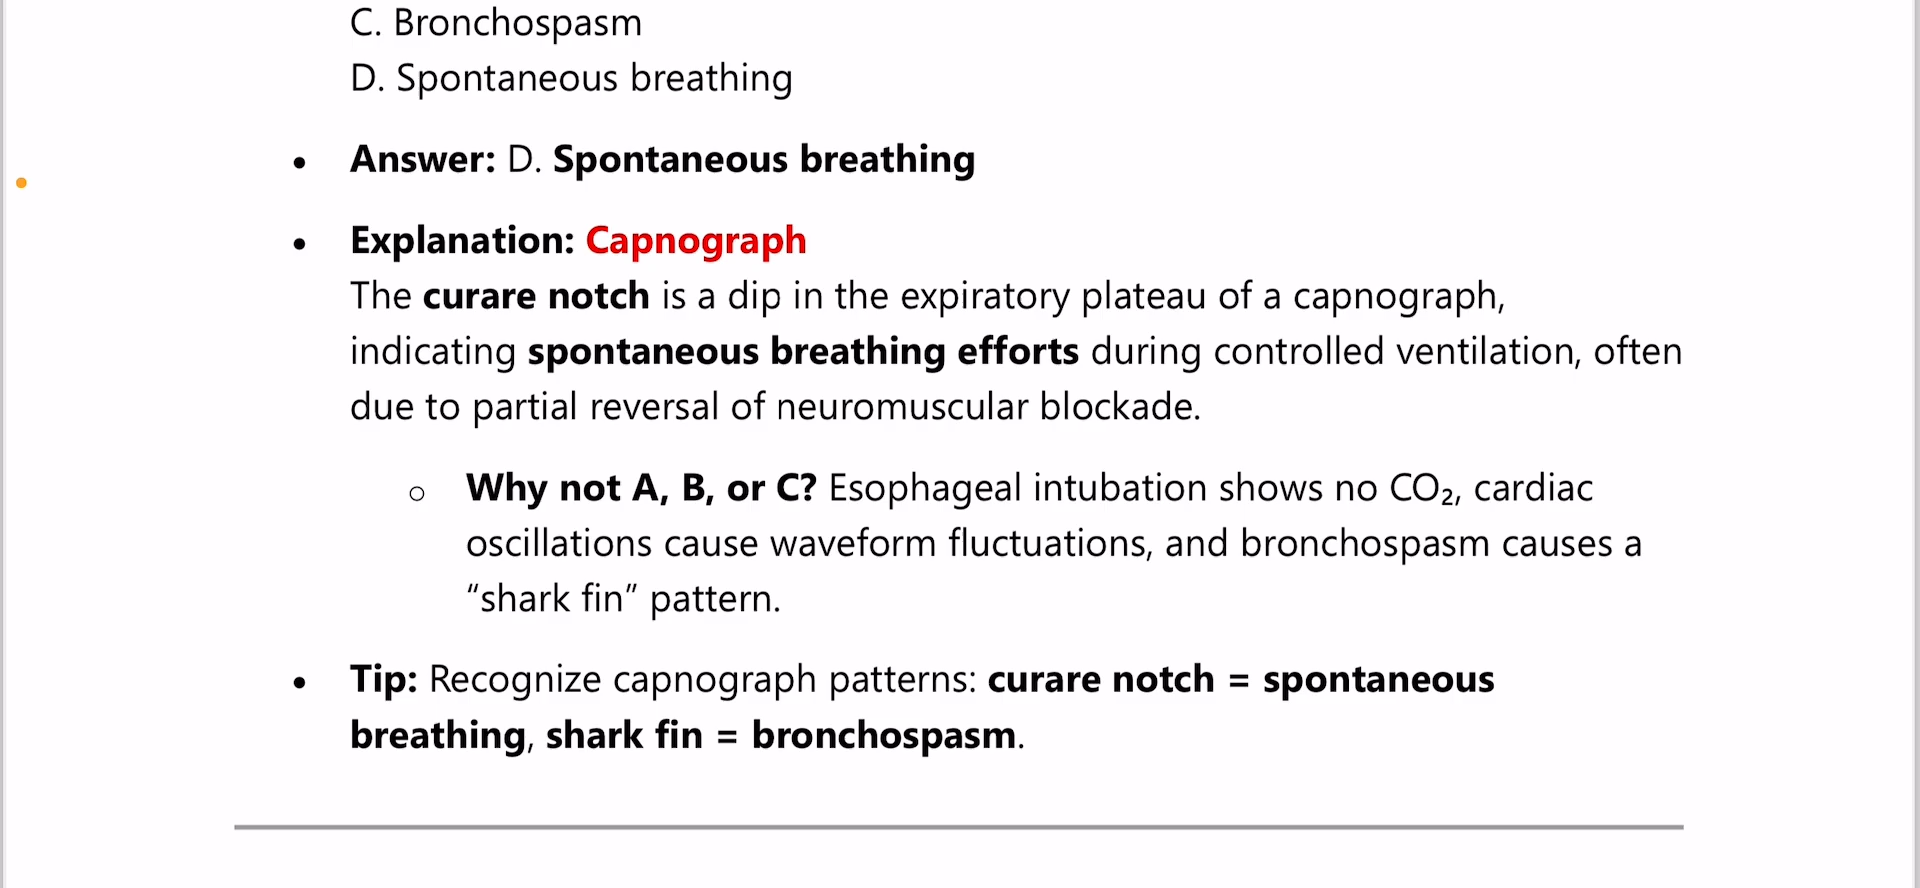 C. Bronchospasm
D. Spontaneous breathing
• Answer: D. Spontaneous breathing
• Explanation: Capnograph
The curare notch is a dip in the expiratory plateau of a capnograph,
indicating spontaneous breathing efforts during controlled ventilation, often
due to partial reversal of neuromuscular blockade.
○ Why not A, B, or C? Esophageal intubation shows no CO₂, cardiac
oscillations cause waveform fluctuations, and bronchospasm causes a
“shark fin” pattern.
• Tip: Recognize capnograph patterns: curare notch = spontaneous
breathing, shark fin = bronchospasm.